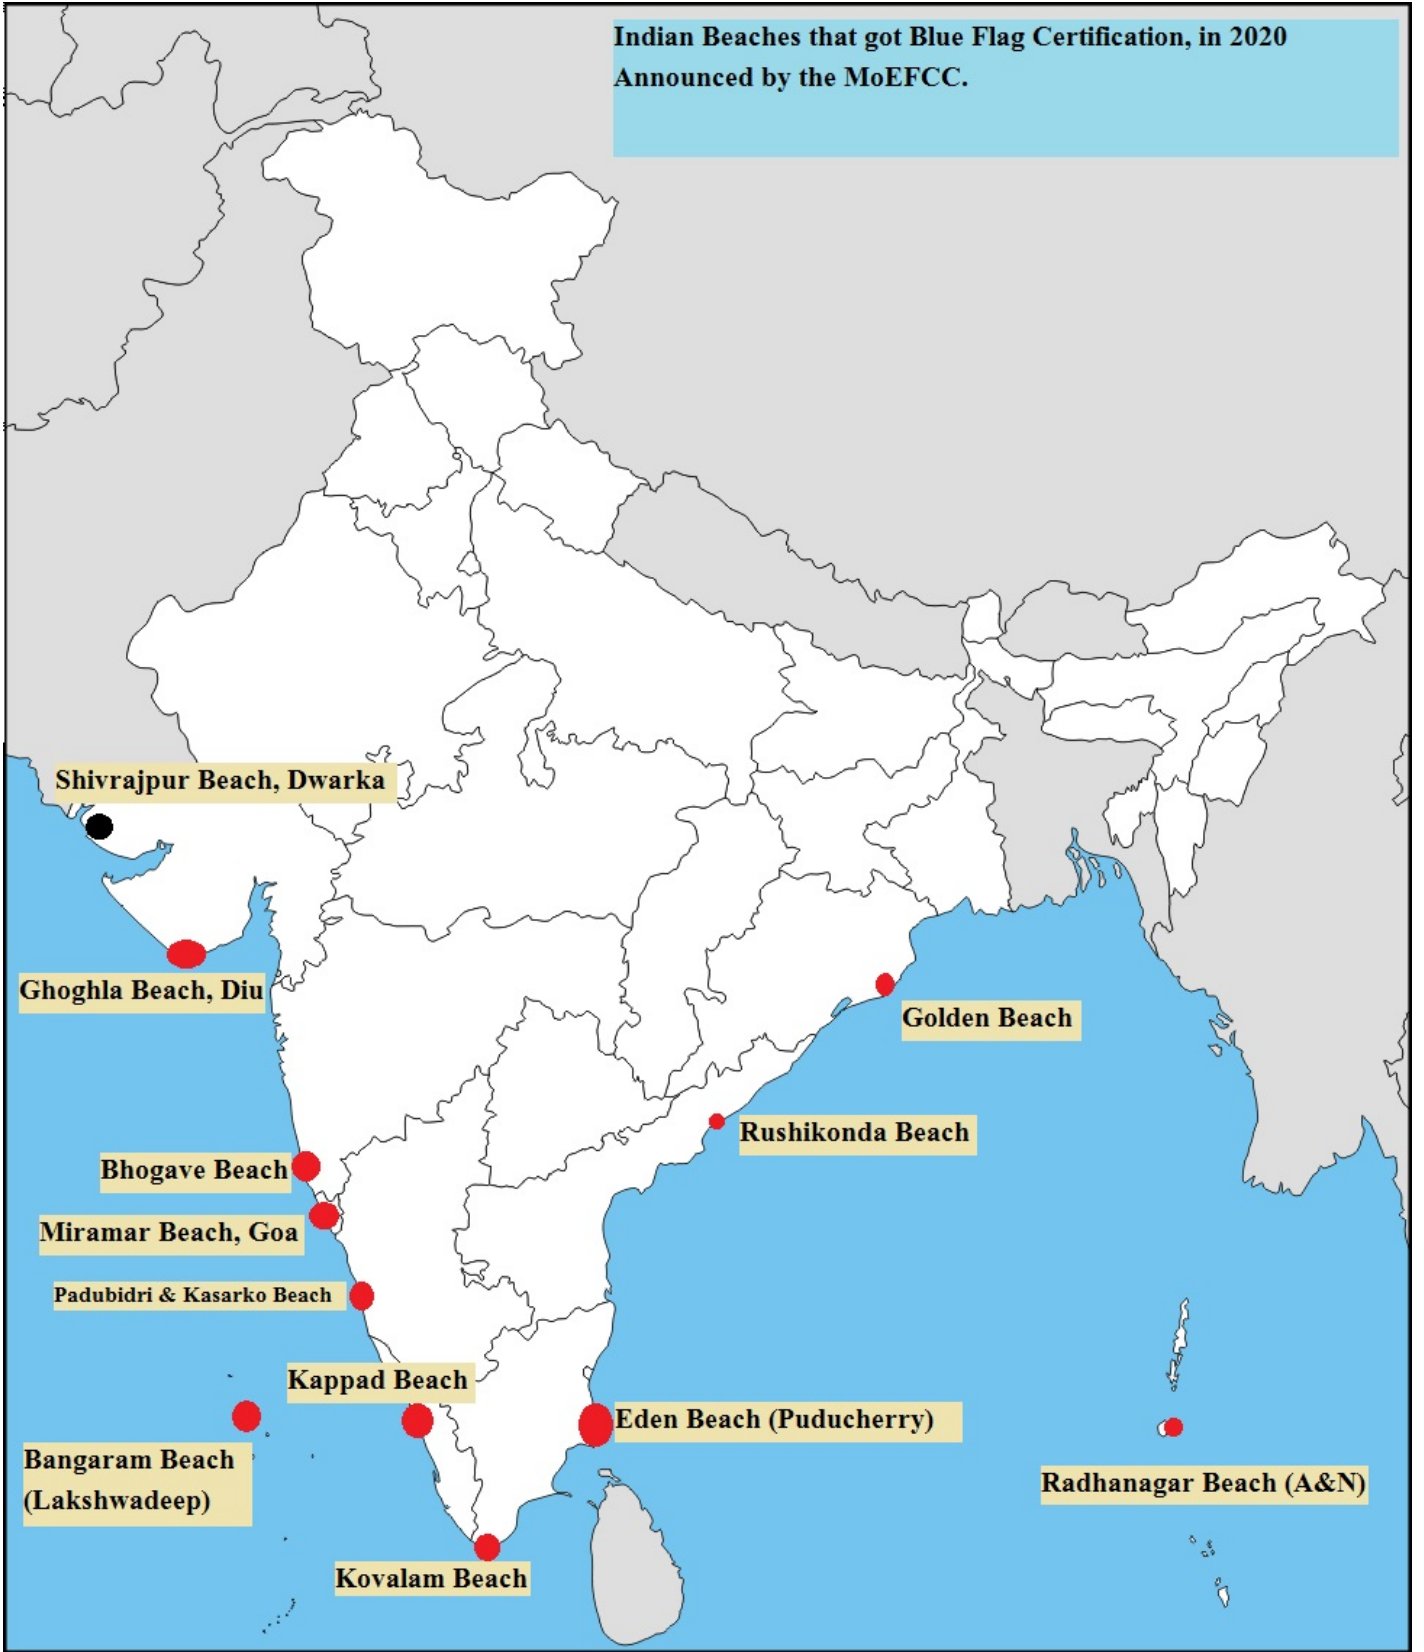 Indian Beaches that got Blue Flag Certification, in 2020
Announced by the MoEFCC.
Shivrajpur Beach, Dwarka
Ghoghla Beach, Diu
Golden Beach
Rushikonda Beach
Bhogave Beach
Miramar Beach, Goa
Padubidri & Kasarko Beach
Kappad Beach
Eden Beach (Puducherry)
Bangaram Beach
(Lakshwadeep)
Radhanagar Beach (A&N)
Kovalam Beach